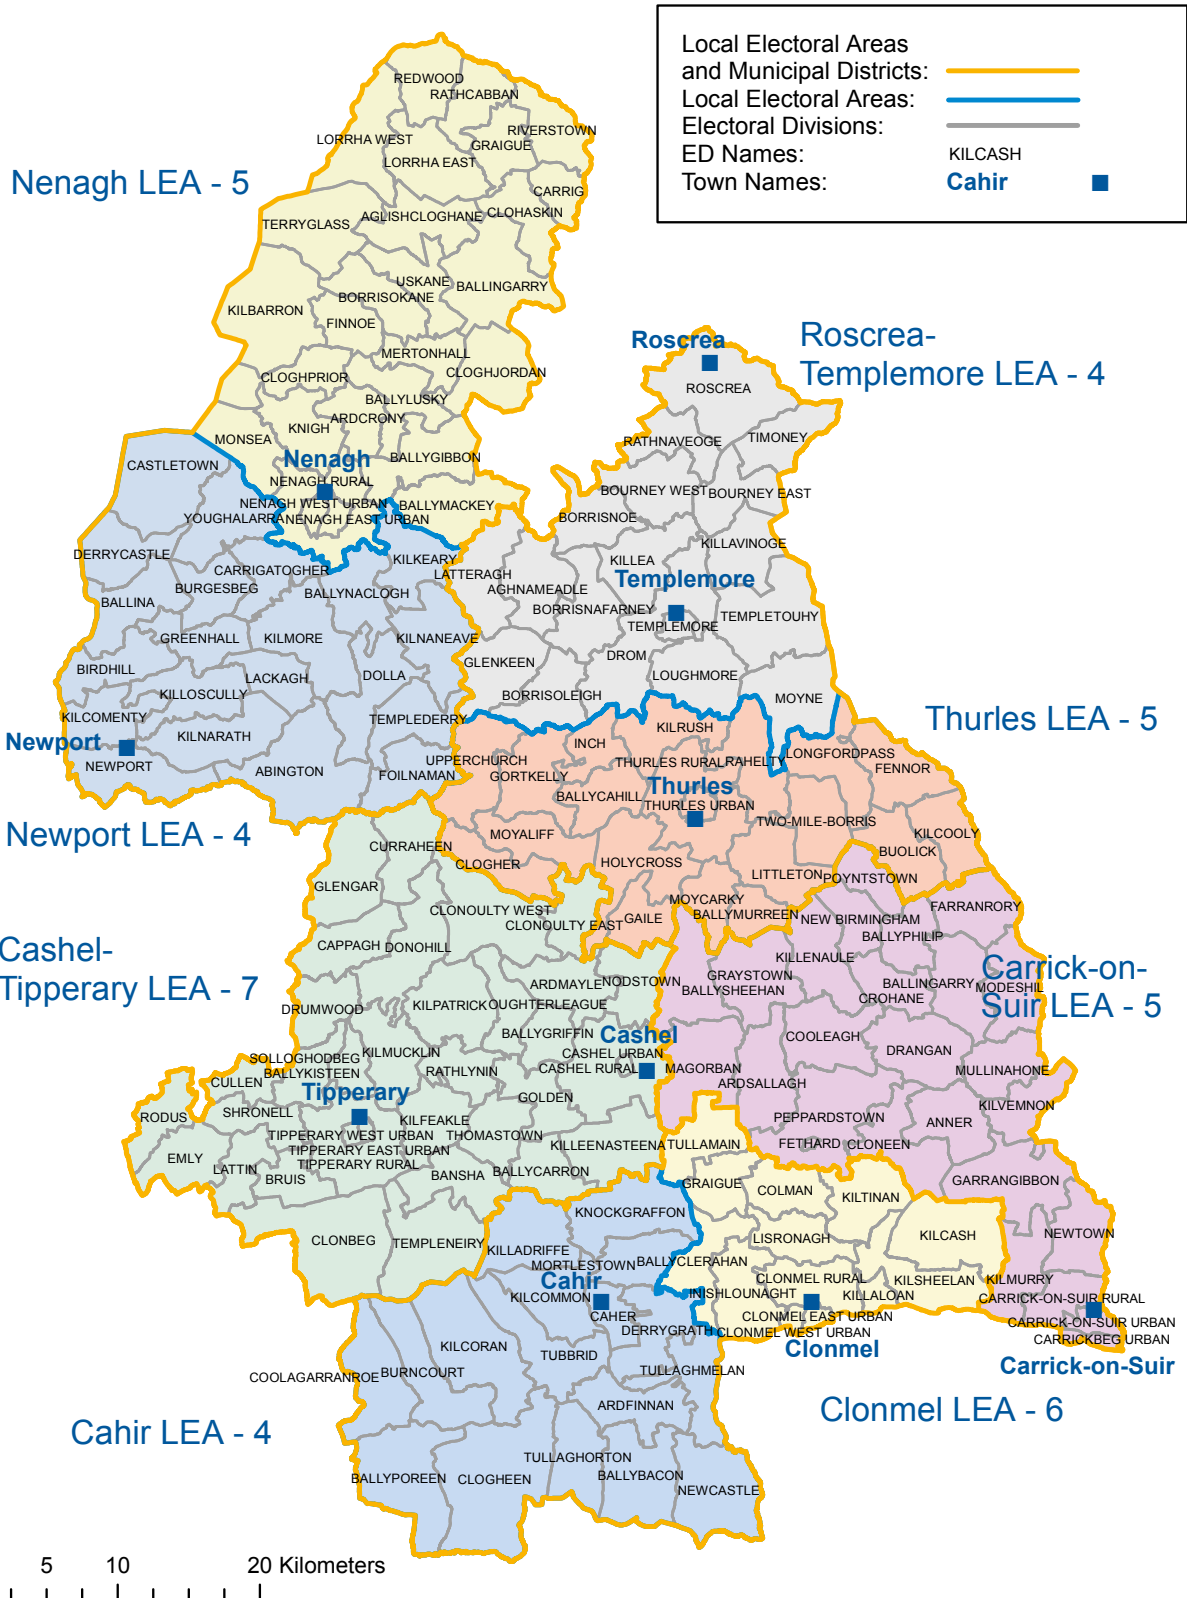 Local Electoral Areas
and Municipal Districts:
Local Electoral Areas:
Electoral Divisions:
ED Names: KILCASH
Town Names: Cahir
Nenagh LEA - 5
REDWOOD
RATHCABBAN
LORRHA WEST
RIVERSTOWN
GRAIGUE
LORRHA EAST
CARRIG
TERRYGLASS
AGLISHCLOGHANE
CLOHASKIN
USKANE
BALLINGARRY
BORRISOKANE
KILBARRON
FINNOE
MERTONHALL
CLOGHJORDAN
CLOGHPRIOR
BALLYLUSKY
ARDCRONY
KNIGH
MONSEA
Nenagh
BALLYGIBBON
NENAGH RURAL
NENAGH WEST URBAN
BALLYMACKEY
YOUGHALARRA
NENAGH EAST URBAN
Roscrea-
Templemore LEA - 4
Roscrea
ROSCREA
RATHNAVEOGE
TIMONEY
BOURNEY WEST
BOURNEY EAST
BORRISNOE
KILLAVINOGE
KILLEA
LATTERAGH
AGHNAMEADLE
Templemore
BORRISNAFARNEY
TEMPLEMORE
TEMPLETOUHY
DROM
GLENKEEN
LOUGHMORE
BORRISOLEIGH
MOYNE
CASTLETOWN
DERRYCASTLE
KILKEARY
CARRIGATOGHER
BURGESBEG
BALLYNACLOGH
BALLINA
GREENHALL
KILMORE
KILNANEAVE
BIRDHILL
LACKAGH
DOLLA
KILLOSCULLY
KILCOMENTY
TEMPLEDERRY
KILNARATH
Newport
NEWPORT
ABINGTON
FOILNAMAN
Newport LEA - 4
Thurles LEA - 5
KILRUSH
INCH
UPPERCHURCH
THURLES RURAL
RAHELTY
LONGFORDPASS
FENNOR
GORTKELLY
Thurles
BALLYCAHILL
THURLES URBAN
MOYALIFF
TWO-MILE-BORRIS
KILCOOLY
BUOLICK
CLOGHER
HOLYCROSS
LITTLETON
MOYCARKY
GAILE
BALLYMURREEN
Cashel-
Tipperary LEA - 7
CURRAHEEN
GLENGAR
CLONOULTY WEST
CLONOULTY EAST
CAPPAGH
DONOHILL
ARDMAYLE
NODSTOWN
DRUMWOOD
KILPATRICK
OUGHTERLEAGUE
BALLYGRIFFIN
Cashel
SOLLOGHODBEG
KILMUCKLIN
CASHEL URBAN
BALLYKISTEEN
RATHLYNIN
CASHEL RURAL
CULLEN
Tipperary
GOLDEN
RODUS
SHRONELL
KILFEAKLE
TIPPERARY WEST URBAN
THOMASTOWN
TIPPERARY EAST URBAN
KILLEENASTEENA
EMLY
TIPPERARY RURAL
LATTIN
BRUIS
BANSHA
BALLYCARRON
CLONBEG
TEMPLENEIRY
Carrick-on-
Suir LEA - 5
POYNTSTOWN
FARRANRORY
NEW BIRMINGHAM
BALLYPHILIP
KILLENAULE
GRAYSTOWN
BALLYSHEEHAN
BALLINGARRY
MODESHIL
CROHANE
COOLEAGH
DRANGAN
MAGORBAN
MULLINAHONE
ARDSALLAGH
KILVEMNON
PEPPARDSTOWN
ANNER
FETHARD
CLONEEN
GARRANGIBBON
NEWTOWN
KILMURRY
CARRICK-ON-SUIR RURAL
CARRICK-ON-SUIR URBAN
CARRICKBEG URBAN
Carrick-on-Suir
TULLAMAIN
GRAIGUE
COLMAN
KILTINAN
LISRONAGH
KILCASH
BALLYCLERAHAN
CLONMEL RURAL
KILSHEELAN
INISHLOUNAGHT
KILLALOAN
CLONMEL EAST URBAN
CLONMEL WEST URBAN
Clonmel
Clonmel LEA - 6
KNOCKGRAFFON
KILLADRIFFE
MORTLESTOWN
Cahir
KILCOMMON
CAHER
DERRYGRATH
KILCORAN
TUBBRID
COOLAGARRANROE
BURNCOURT
TULLAGHMELAN
ARDFINNAN
Cahir LEA - 4
TULLAGHORTON
BALLYPOREEN
CLOGHEEN
BALLYBACON
NEWCASTLE
5 10 20 Kilometers